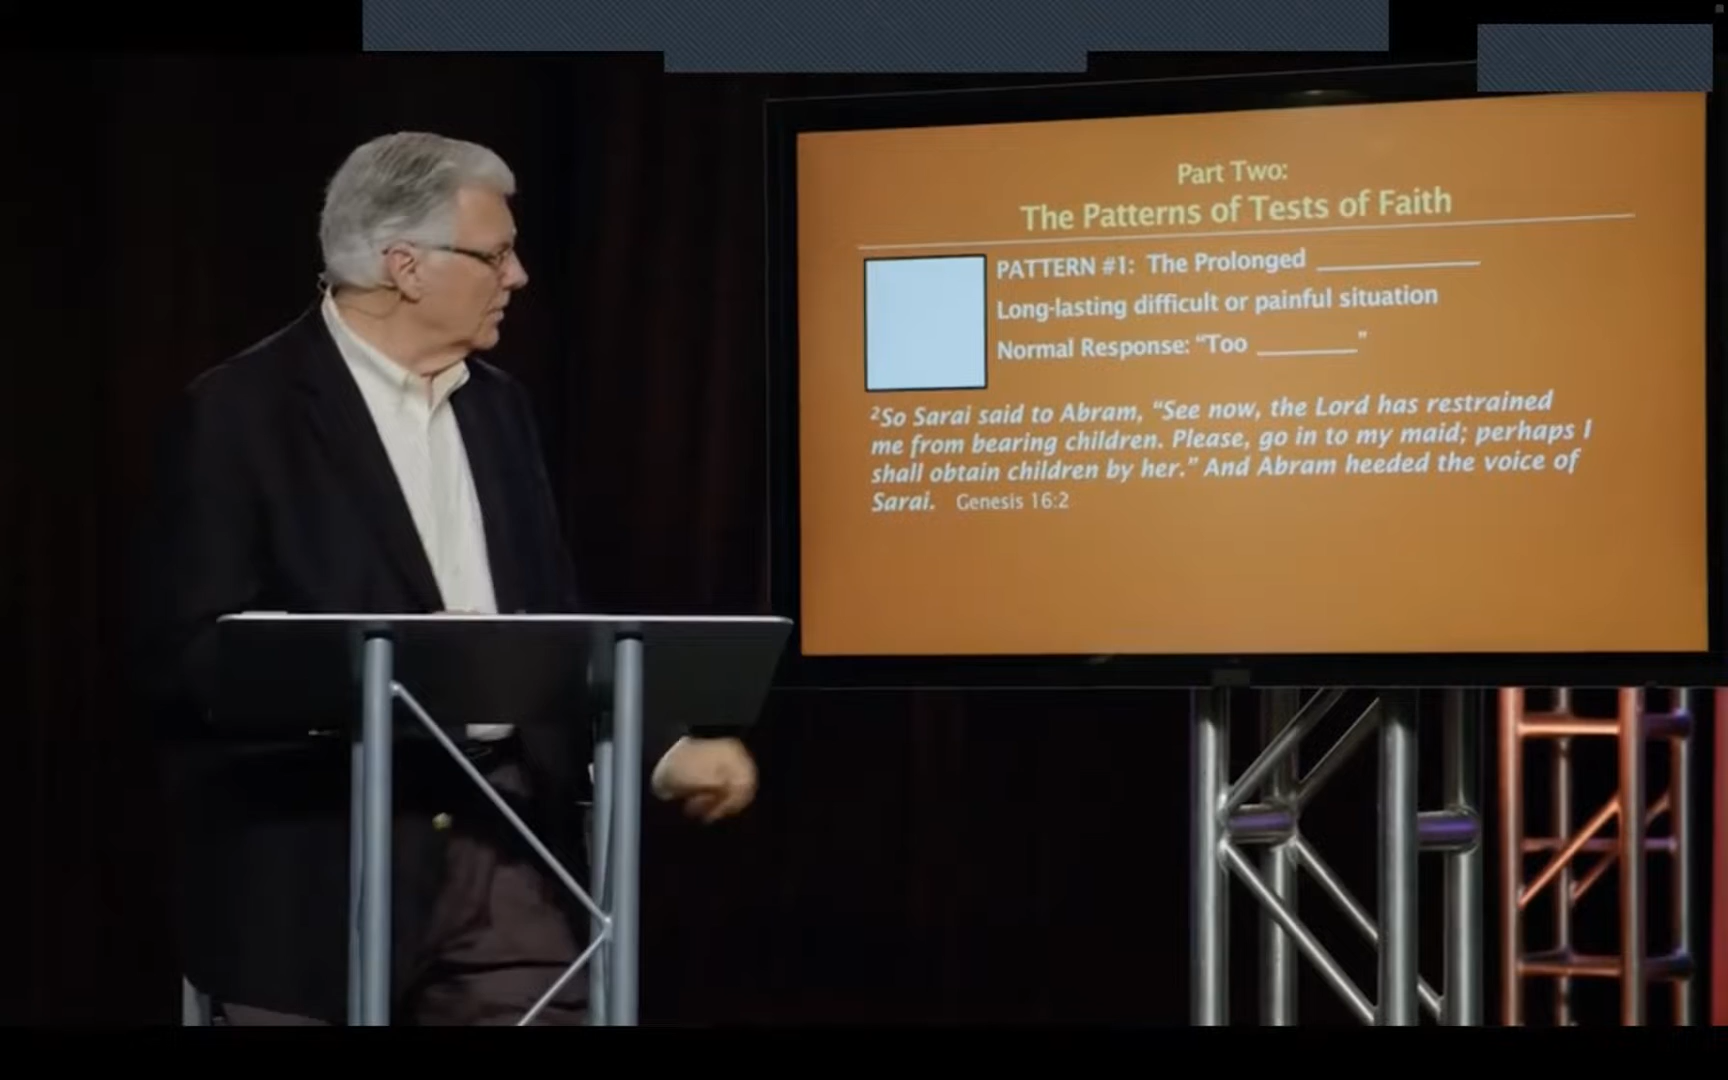 Part Two:
The Patterns of Tests of Faith
PATTERN #1: The Prolonged ____________
Long-lasting difficult or painful situation
Normal Response: “Too ________”
²So Sarai said to Abram, “See now, the Lord has restrained
me from bearing children. Please, go in to my maid; perhaps I
shall obtain children by her.” And Abram heeded the voice of
Sarai. Genesis 16:2